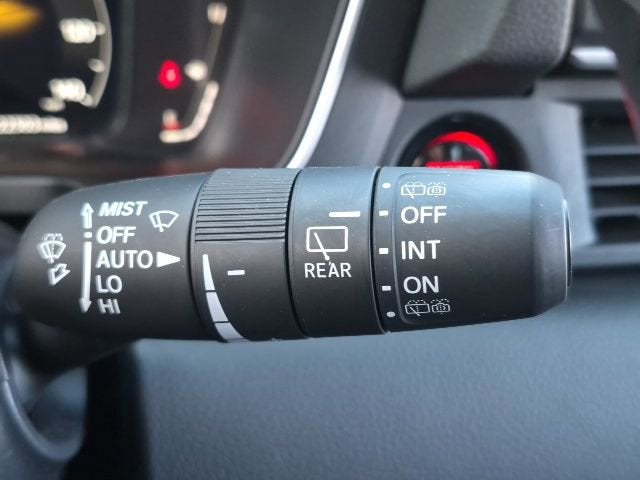 MIST
OFF
AUTO
LO
HI
REAR
OFF
INT
ON